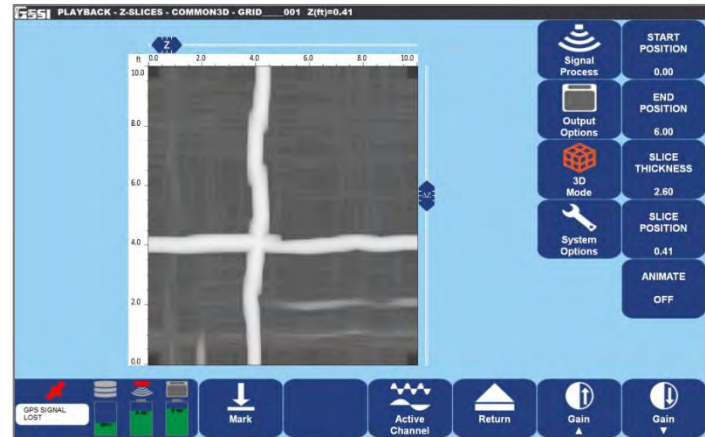 GSSI PLAYBACK - Z-SLICES - COMMON3D - GRID____001 Z(ft)=0.41
Z
ft 0.0 2.0 6.0 8.0 10.0
10.0
8.0
6.0
4.0
2.0
0.0
ΔZ
Signal
Process
START
POSITION
0.00
Output
Options
END
POSITION
6.00
3D
Mode
SLICE
THICKNESS
2.60
System
Options
SLICE
POSITION
0.41
ANIMATE
OFF
GPS SIGNAL
LOST
Mark
Active
Channel
Return
Gain
Gain